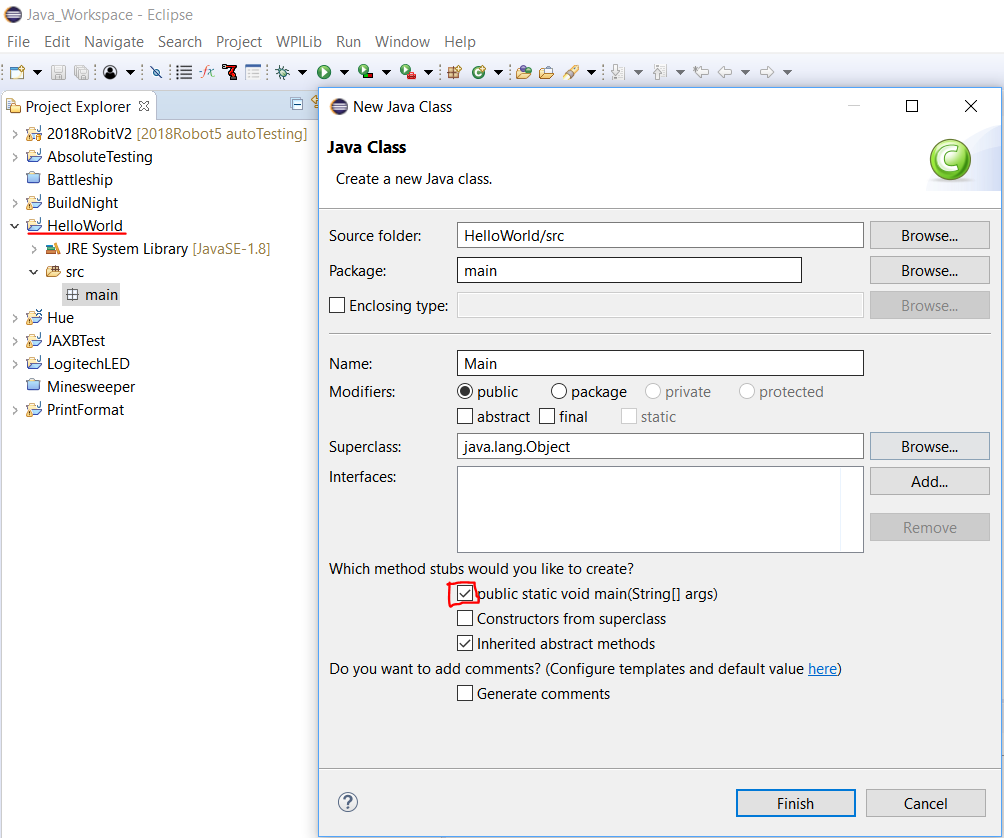 Java_Workspace - Eclipse
File Edit Navigate Search Project WPILib Run Window Help
Project Explorer
2018RobitV2 [2018Robot5 autoTesting]
AbsoluteTesting
Battleship
BuildNight
HelloWorld
JRE System Library [JavaSE-1.8]
src
main
Hue
JAXBTest
LogitechLED
Minesweeper
PrintFormat
New Java Class
Java Class
Create a new Java class.
Source folder: HelloWorld/src Browse...
Package: main Browse...
Enclosing type: Browse...
Name: Main
Modifiers: public package private protected
abstract final static
Superclass: java.lang.Object Browse...
Interfaces: Add...
Remove
Which method stubs would you like to create?
public static void main(String[] args)
Constructors from superclass
Inherited abstract methods
Do you want to add comments? (Configure templates and default value here)
Generate comments
? Finish Cancel